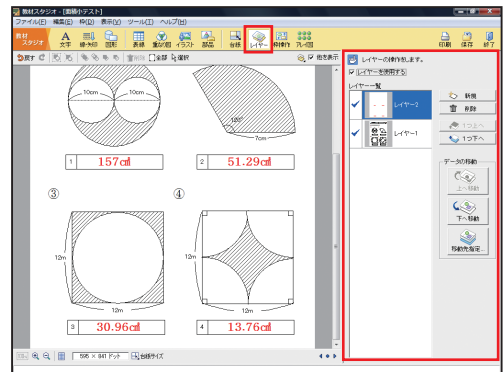 教材スタジオ - [面積小テスト]
ファイル(F) 編集(E) 枠(D) 表示(V) ツール(T) ヘルプ(H)
教材スタジオ
文字 線・矢印 図形 表・線 重なり図 イラスト 部品 台紙 レイヤー 枠操作 プレイ図 印刷 保存 終了
戻す 削除 全部 選択 枠を表示
10cm 10cm
120°
7cm
1 157㎠
2 51.29㎠
③ ④
12m
12m
12m
12m
3 30.96㎠
4 13.76㎠
595 × 841 ドット 台紙サイズ
レイヤーの操作をします。
レイヤーを使用する
レイヤー一覧
レイヤー2
レイヤー1
新規
削除
1つ上へ
1つ下へ
データの移動
上へ移動
下へ移動
移動先指定...